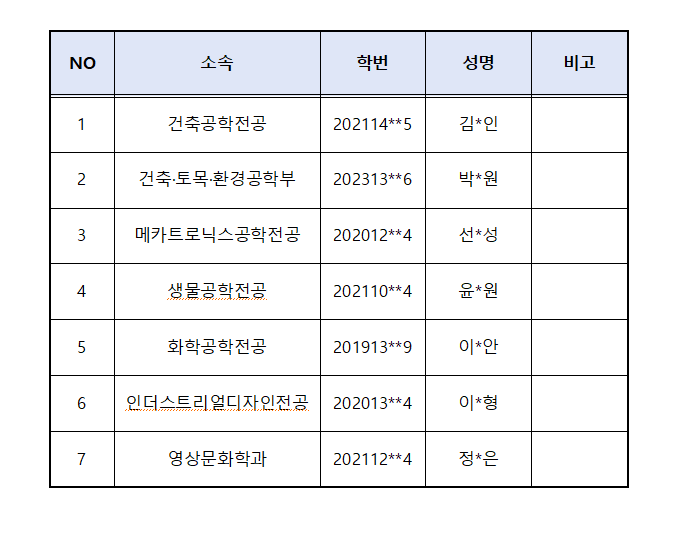 NO 소속 학번 성명 비고
1 건축공학전공 202114**5 김*인
2 건축·토목·환경공학부 202313**6 박*원
3 메카트로닉스공학전공 202012**4 선*성
4 생물공학전공 202110**4 윤*원
5 화학공학전공 201913**9 이*안
6 인더스트리얼디자인전공 202013**4 이*형
7 영상문화학과 202112**4 정*은